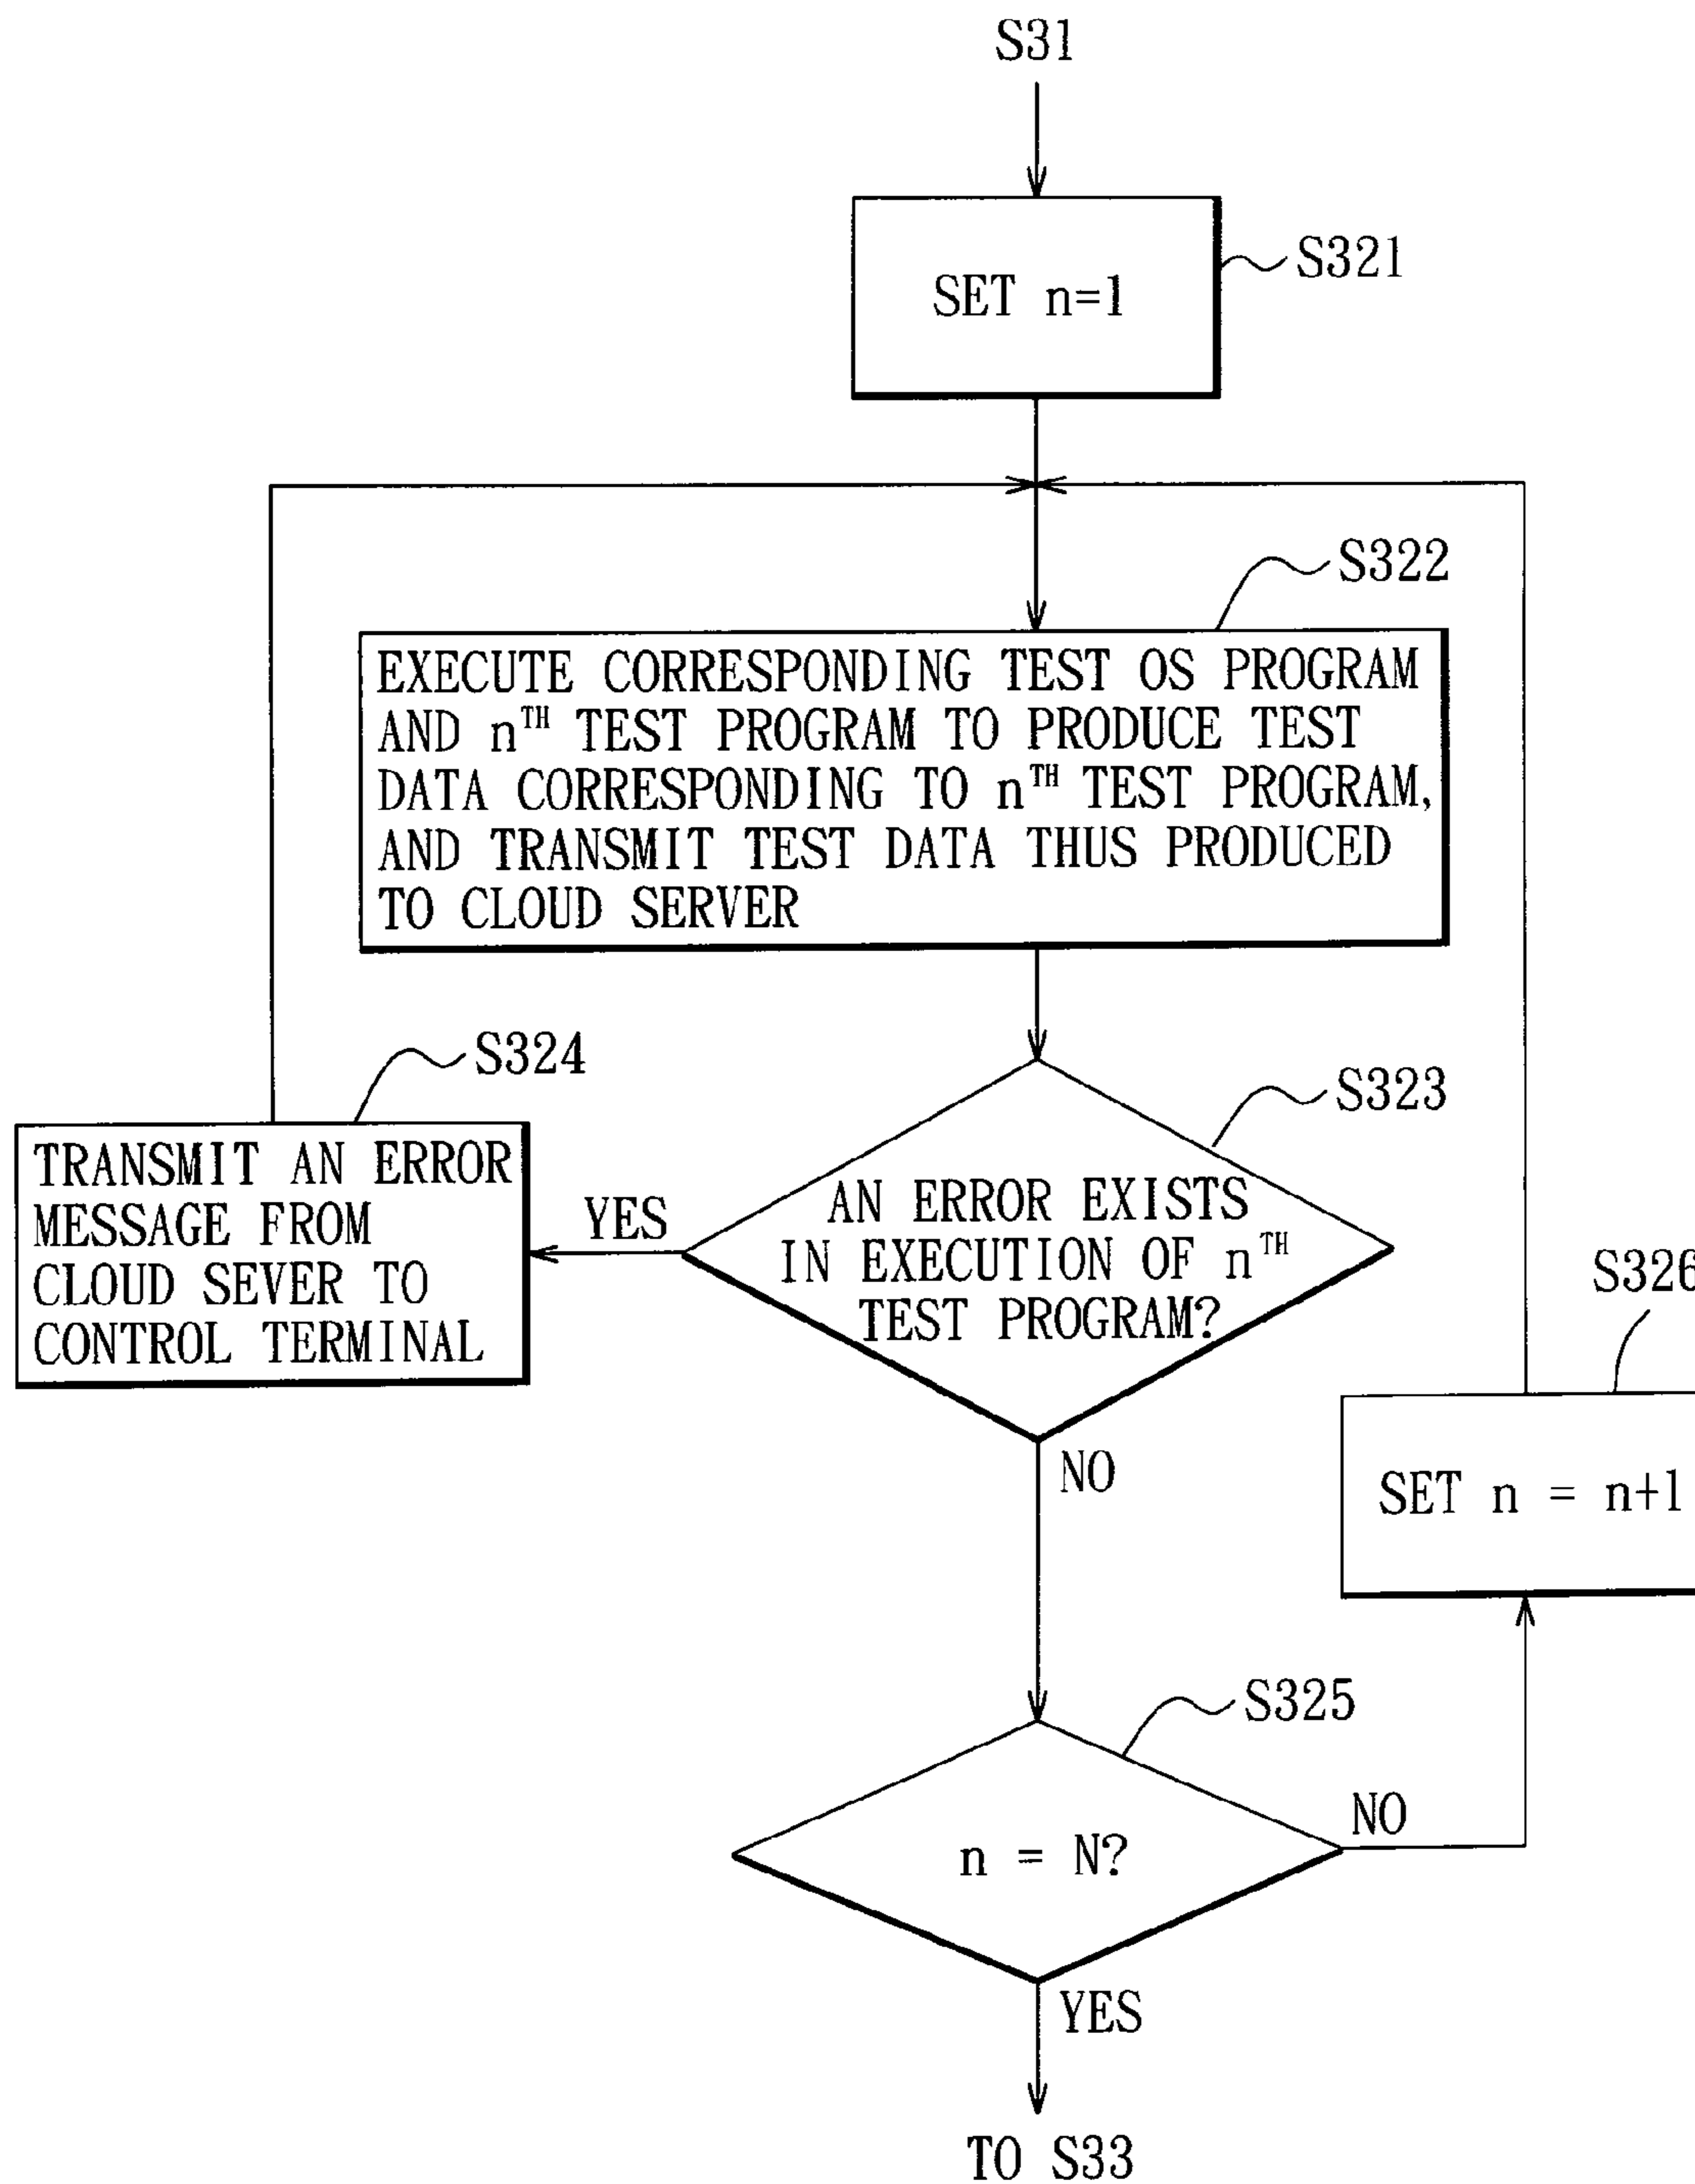 S31
SET n=1
S321
S322
EXECUTE CORRESPONDING TEST OS PROGRAM
AND nTH TEST PROGRAM TO PRODUCE TEST
DATA CORRESPONDING TO nTH TEST PROGRAM,
AND TRANSMIT TEST DATA THUS PRODUCED
TO CLOUD SERVER
S324
S323
TRANSMIT AN ERROR
MESSAGE FROM
CLOUD SEVER TO
CONTROL TERMINAL
YES
AN ERROR EXISTS
IN EXECUTION OF nTH
TEST PROGRAM?
S326
NO
SET n = n+1
S325
n = N?
NO
YES
TO S33